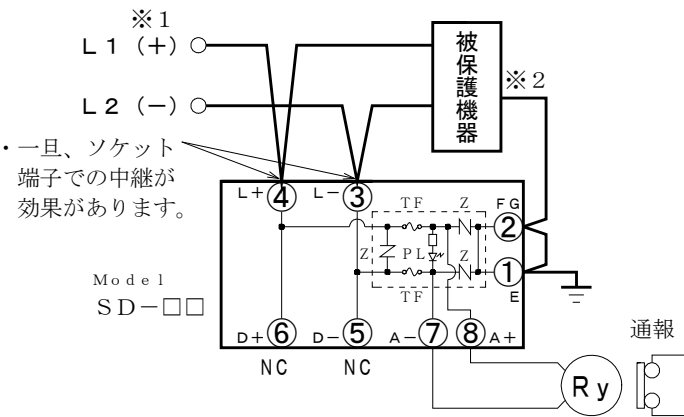 ※1
L1(+)
L2(−)
被保護機器
※2
・一旦、ソケット
端子での中継が
効果があります。
L+ ④ L− ③
TF Z FG ②
Z PL Z ①
TF E
Model
SD−□□
D+ ⑥ D− ⑤ A− ⑦ ⑧ A+
NC NC
通報
Ry